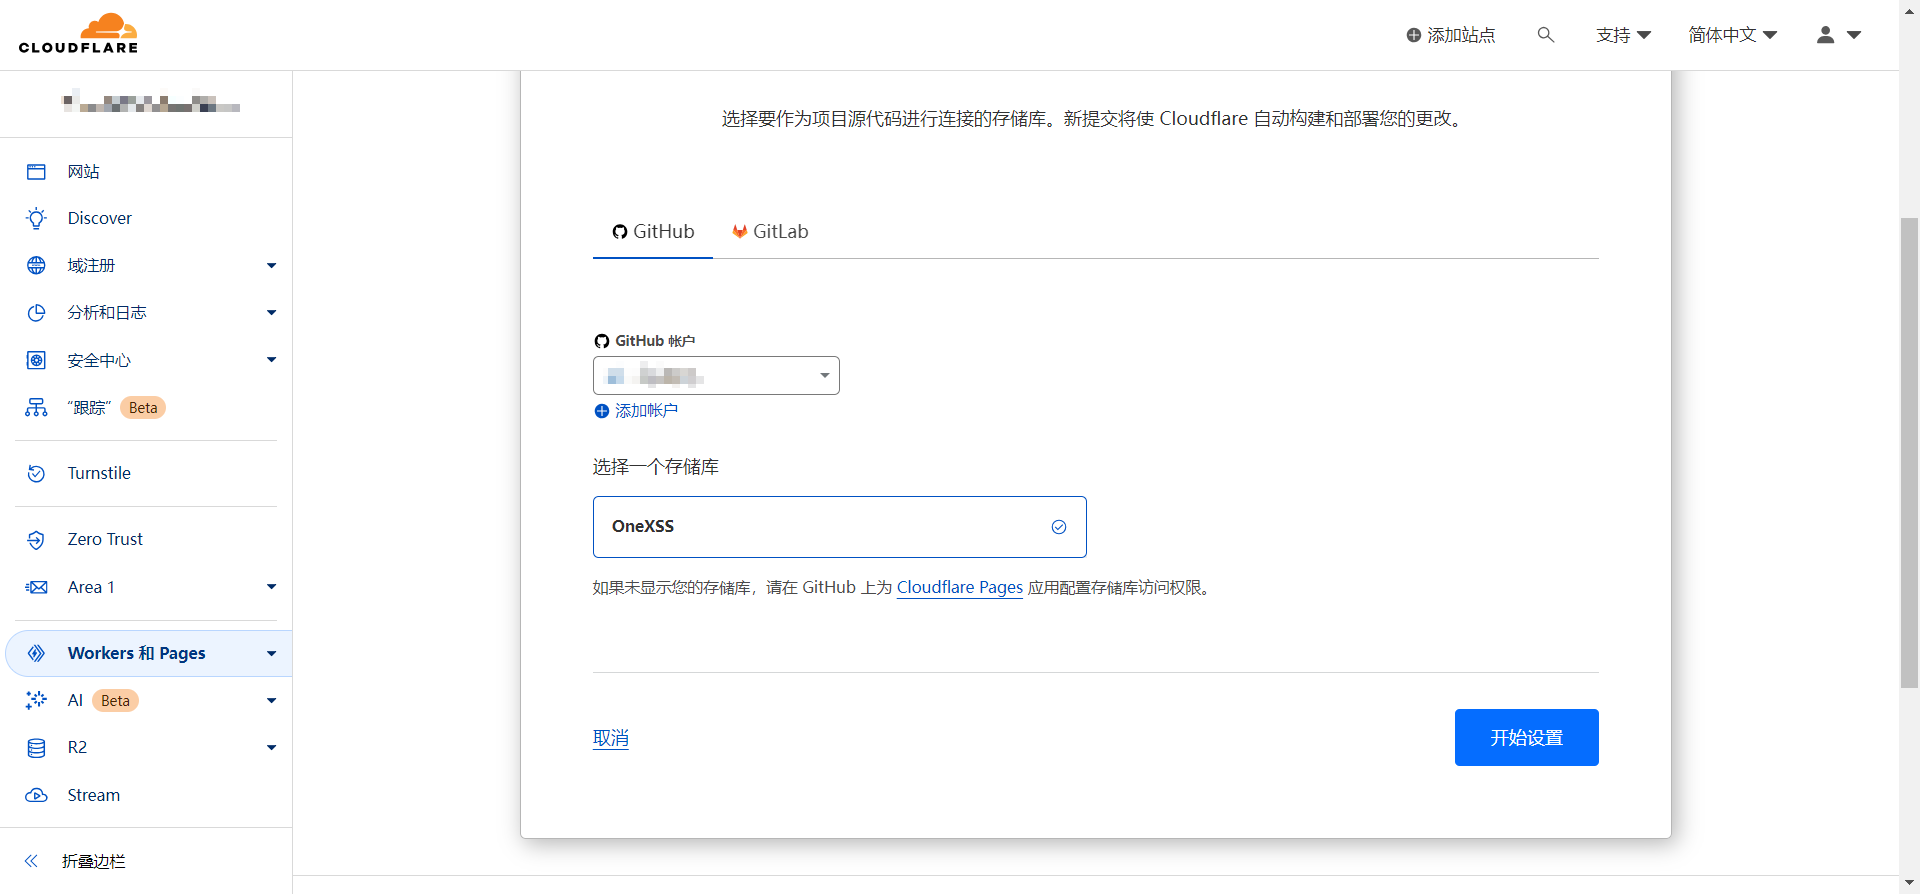 CLOUDFLARE
添加站点
支持
简体中文
网站
Discover
域注册
分析和日志
安全中心
“跟踪” Beta
Turnstile
Zero Trust
Area 1
Workers 和 Pages
AI Beta
R2
Stream
折叠边栏
选择要作为项目源代码进行连接的存储库。新提交将使 Cloudflare 自动构建和部署您的更改。
GitHub
GitLab
GitHub 帐户
添加帐户
选择一个存储库
OneXSS
如果未显示您的存储库，请在 GitHub 上为 Cloudflare Pages 应用配置存储库访问权限。
取消
开始设置